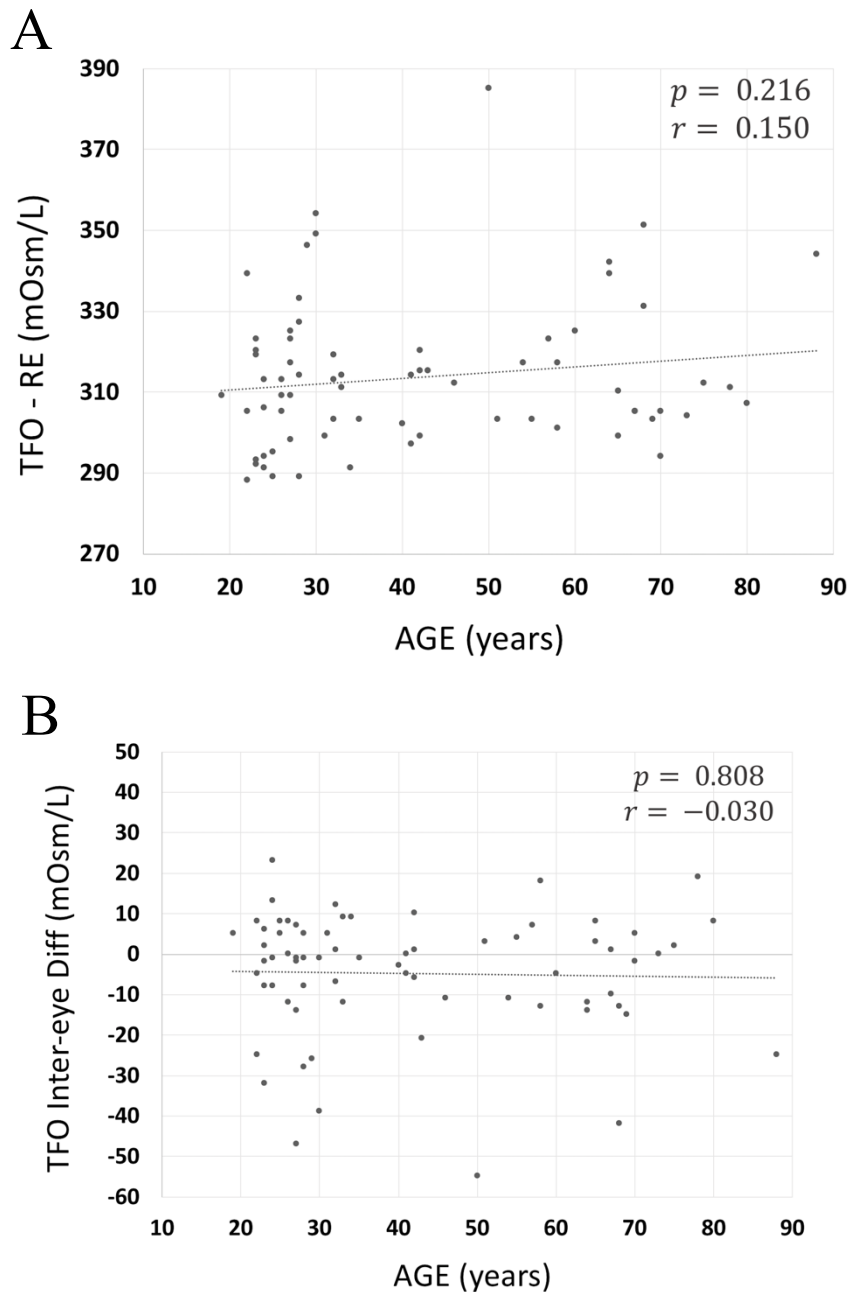 A
390
370
350
330
310
290
270
TFO - RE (mOsm/L)
p = 0.216
r = 0.150
10 20 30 40 50 60 70 80 90
AGE (years)
B
50
40
30
20
10
0
-10
-20
-30
-40
-50
-60
TFO Inter-eye Diff (mOsm/L)
p = 0.808
r = −0.030
10 20 30 40 50 60 70 80 90
AGE (years)